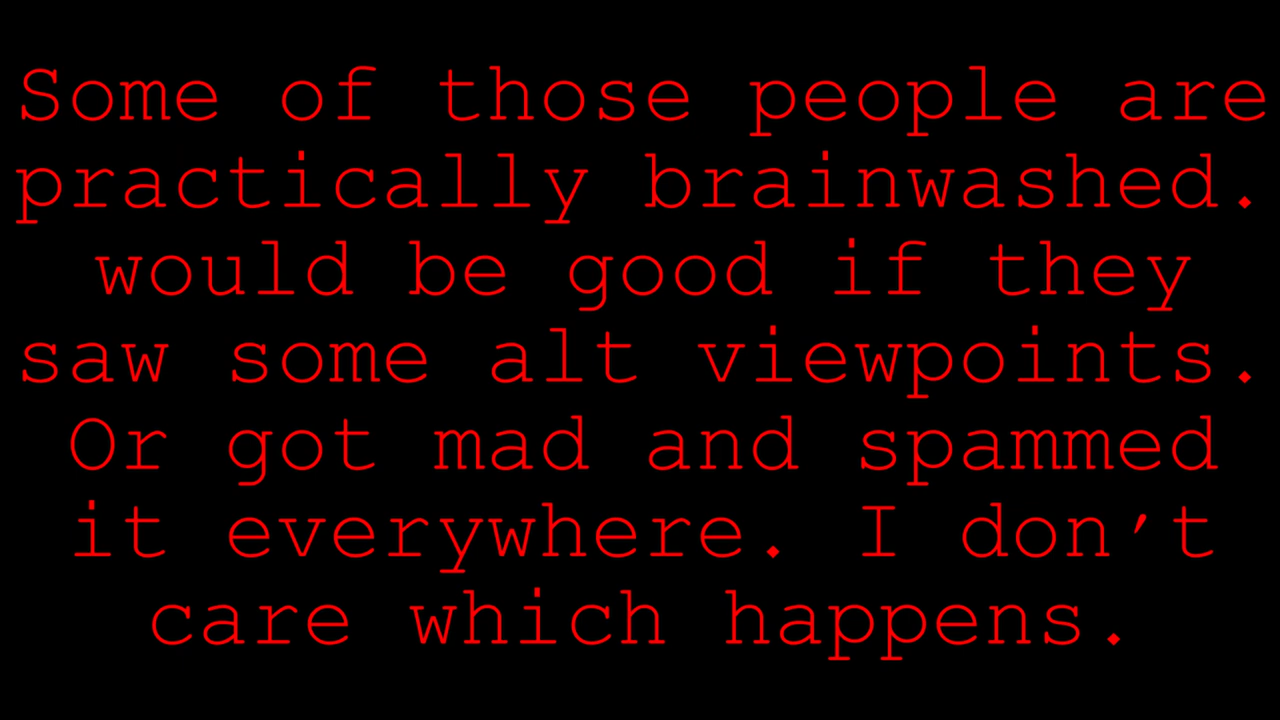 Some of those people are
practically brainwashed.
would be good if they
saw some alt viewpoints.
Or got mad and spammed
it everywhere. I don’t
care which happens.